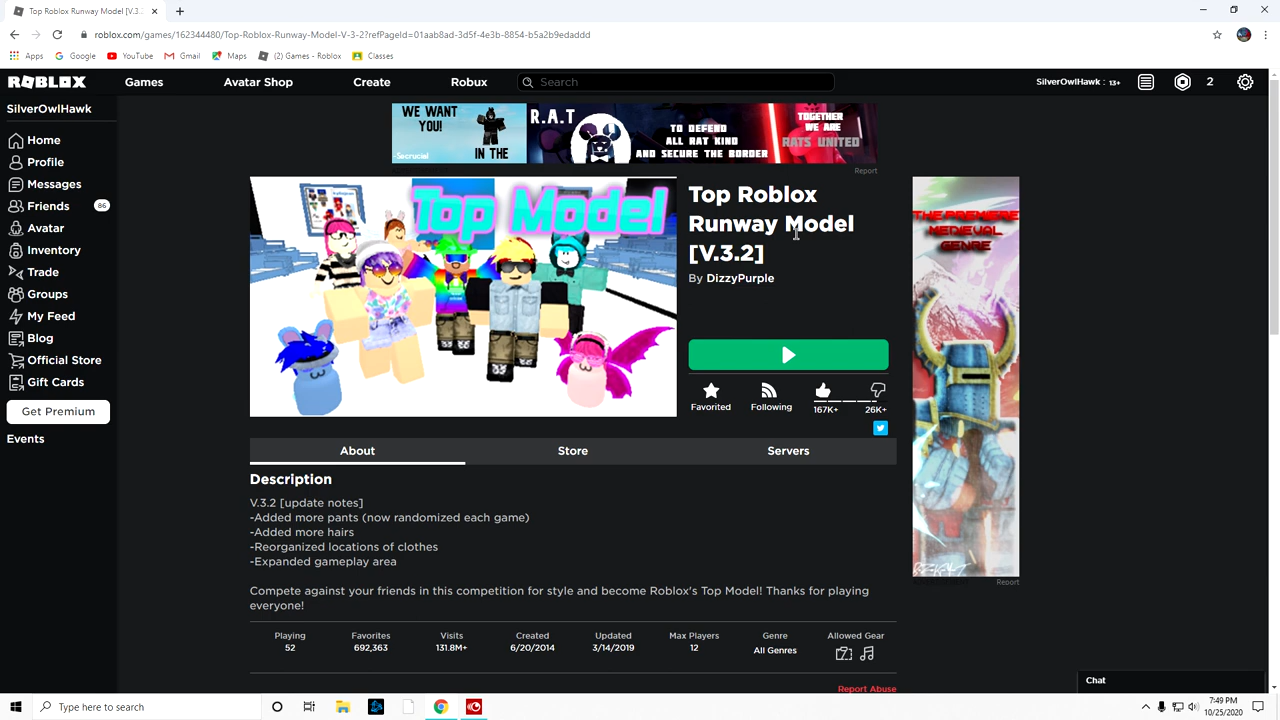 Top Roblox Runway Model [V.3.2
roblox.com/games/162344480/Top-Roblox-Runway-Model-V-3-2?refPageId=01aab8ad-3d5f-4e3b-8854-b5a2b9edaddd
Apps
Google
YouTube
Gmail
Maps
(2) Games - Roblox
Classes
ROBLOX
Games
Avatar Shop
Create
Robux
Search
SilverOwlHawk : 13+
2
SilverOwlHawk
Home
Profile
Messages
Friends
86
Avatar
Inventory
Trade
Groups
My Feed
Blog
Official Store
Gift Cards
Get Premium
Events
WE WANT
YOU!
-Secrucial
IN THE
R.A.T
TO DEFEND
ALL RAT KIND
AND SECURE THE BORDER
TOGETHER
WE ARE
RATS UNITED
Report
Top Model
Top Roblox
Runway Model
[V.3.2]
By DizzyPurple
Favorited
Following
167K+
26K+
THE PREMIERE
MEDIEVAL
GENRE
Report
About
Store
Servers
Description
V.3.2 [update notes]
-Added more pants (now randomized each game)
-Added more hairs
-Reorganized locations of clothes
-Expanded gameplay area
Compete against your friends in this competition for style and become Roblox's Top Model! Thanks for playing
everyone!
Playing
Favorites
Visits
Created
Updated
Max Players
Genre
Allowed Gear
52
692,363
131.8M+
6/20/2014
3/14/2019
12
All Genres
Report Abuse
Chat
Type here to search
7:49 PM
10/25/2020